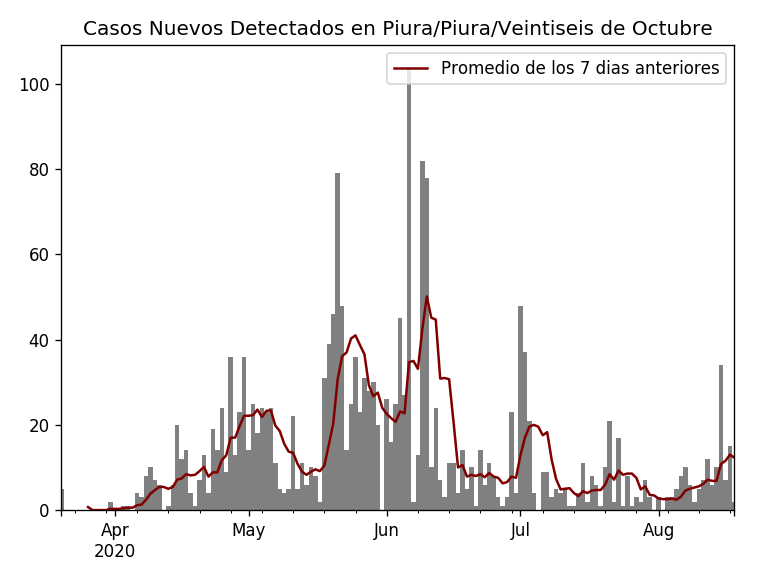 Casos Nuevos Detectados en Piura/Piura/Veintiseis de Octubre
Promedio de los 7 dias anteriores
100
80
60
40
20
0
Apr May Jun Jul Aug
2020